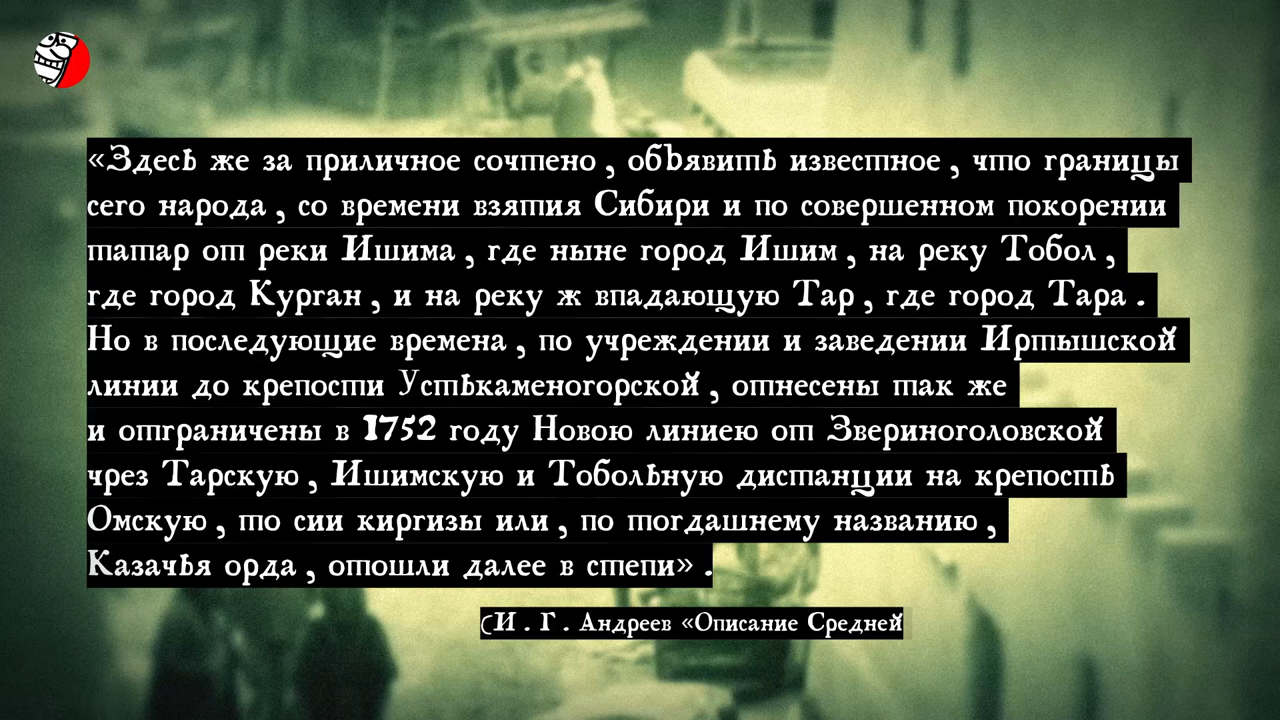 «Здесь же за приличное сочтено , объявить известное , что границы
сего народа , со времени взятия Сибири и по совершенном покорении
татар от реки Ишима , где ныне город Ишим , на реку Тобол ,
где город Курган , и на реку ж впадающую Тар , где город Тара .
Но в последующие времена , по учреждении и заведении Иртышской
линии до крепости Устькаменогорской , отнесены так же
и отграничены в 1752 году Новою линиею от Звериноголовской
чрез Тарскую , Ишимскую и Тобольную дистанции на крепость
Омскую , то сии киргизы или , по тогдашнему названию ,
Казачья орда , отошли далее в степи» .
(И . Г . Андреев «Описание Средней